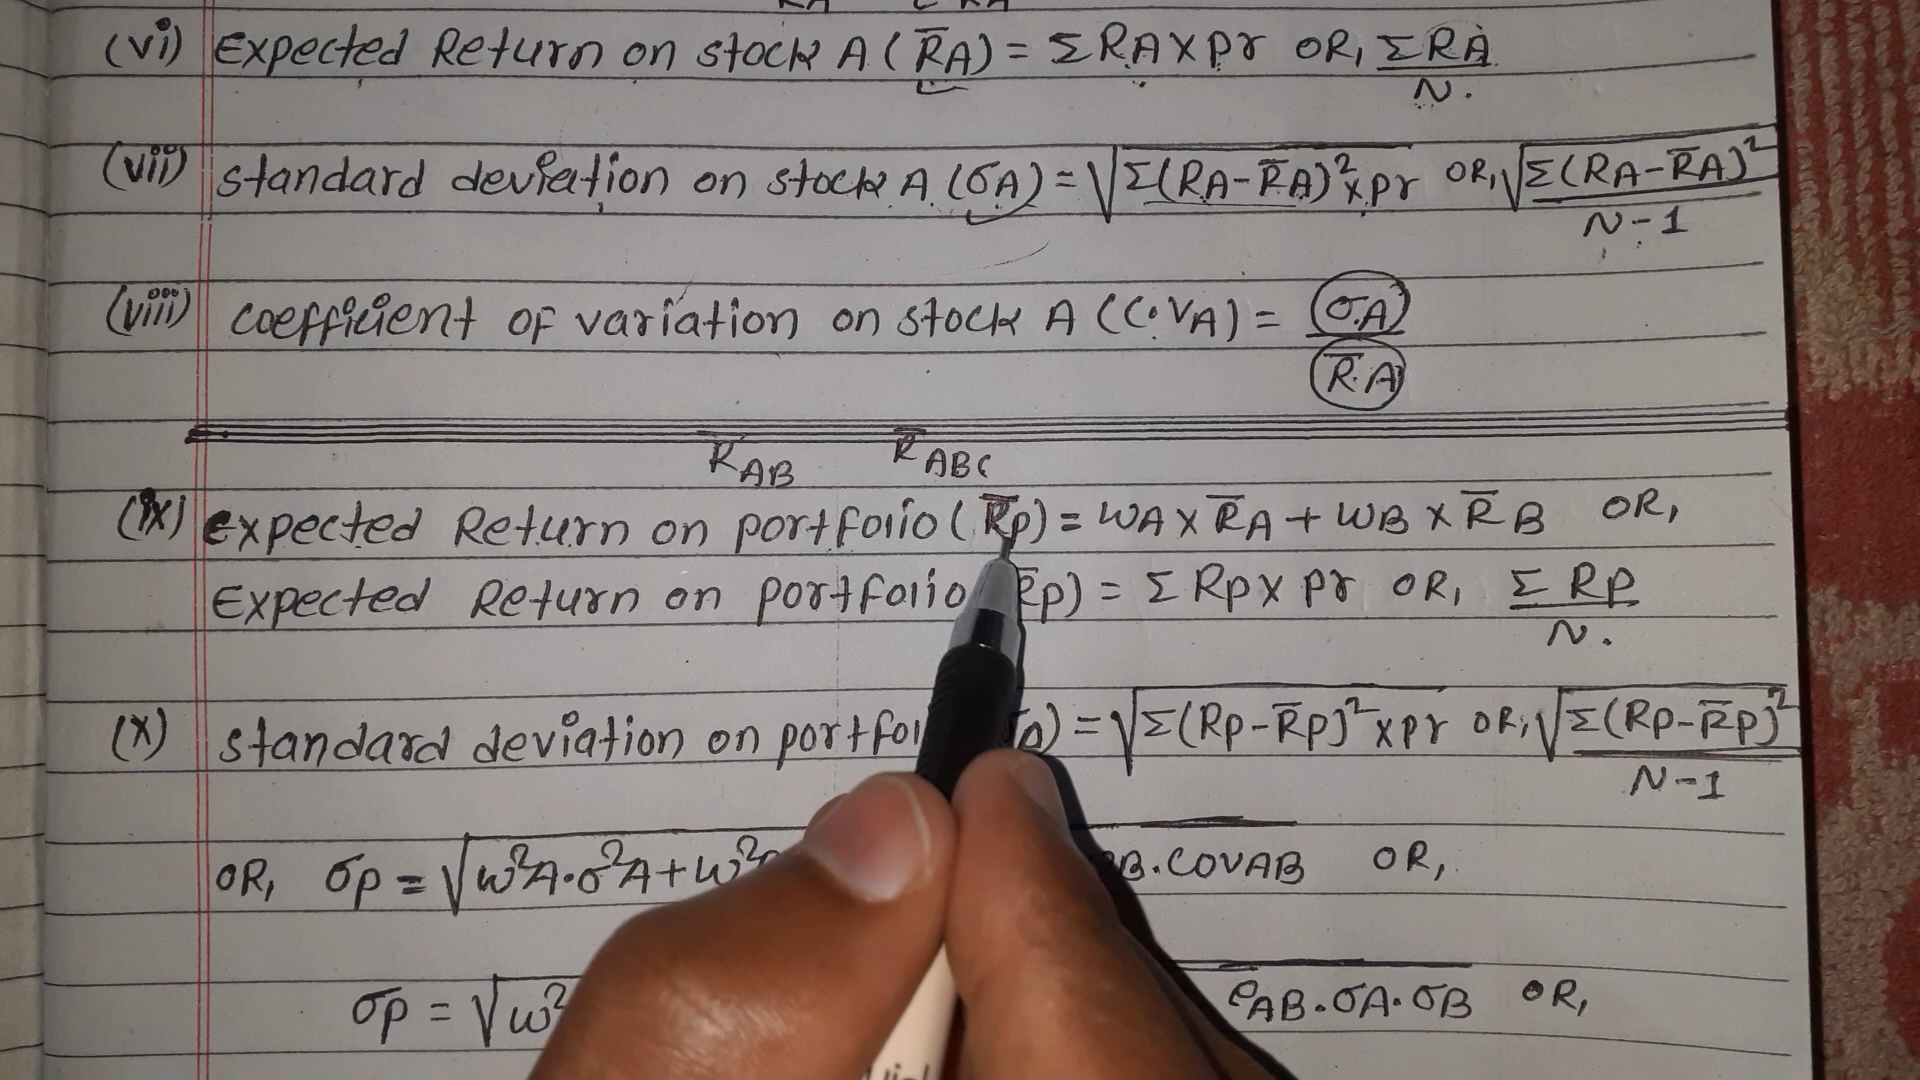 (vi) Expected Return on stock A (R̅A) = ΣRA×Pr OR, ΣRA/N.
(vii) standard deviation on stock A (σA) = √Σ(RA-R̅A)²×Pr OR, √Σ(RA-R̅A)²/N-1
(viii) coefficient of variation on stock A (C.VA) = σ.A/R̅.A
R̅AB R̅ABC
(ix) Expected Return on portfolio (R̅p) = WA×R̅A + WB×R̅B OR,
Expected Return on portfolio R̅p) = ΣRp×Pr OR, ΣRp/N.
(x) standard deviation on portfol = √Σ(Rp-R̅p)²×Pr OR, √Σ(Rp-R̅p)²/N-1
OR, σp = √w²A.σ²A+w² B.COVAB OR,
σp = √w² ρAB.σA.σB OR,